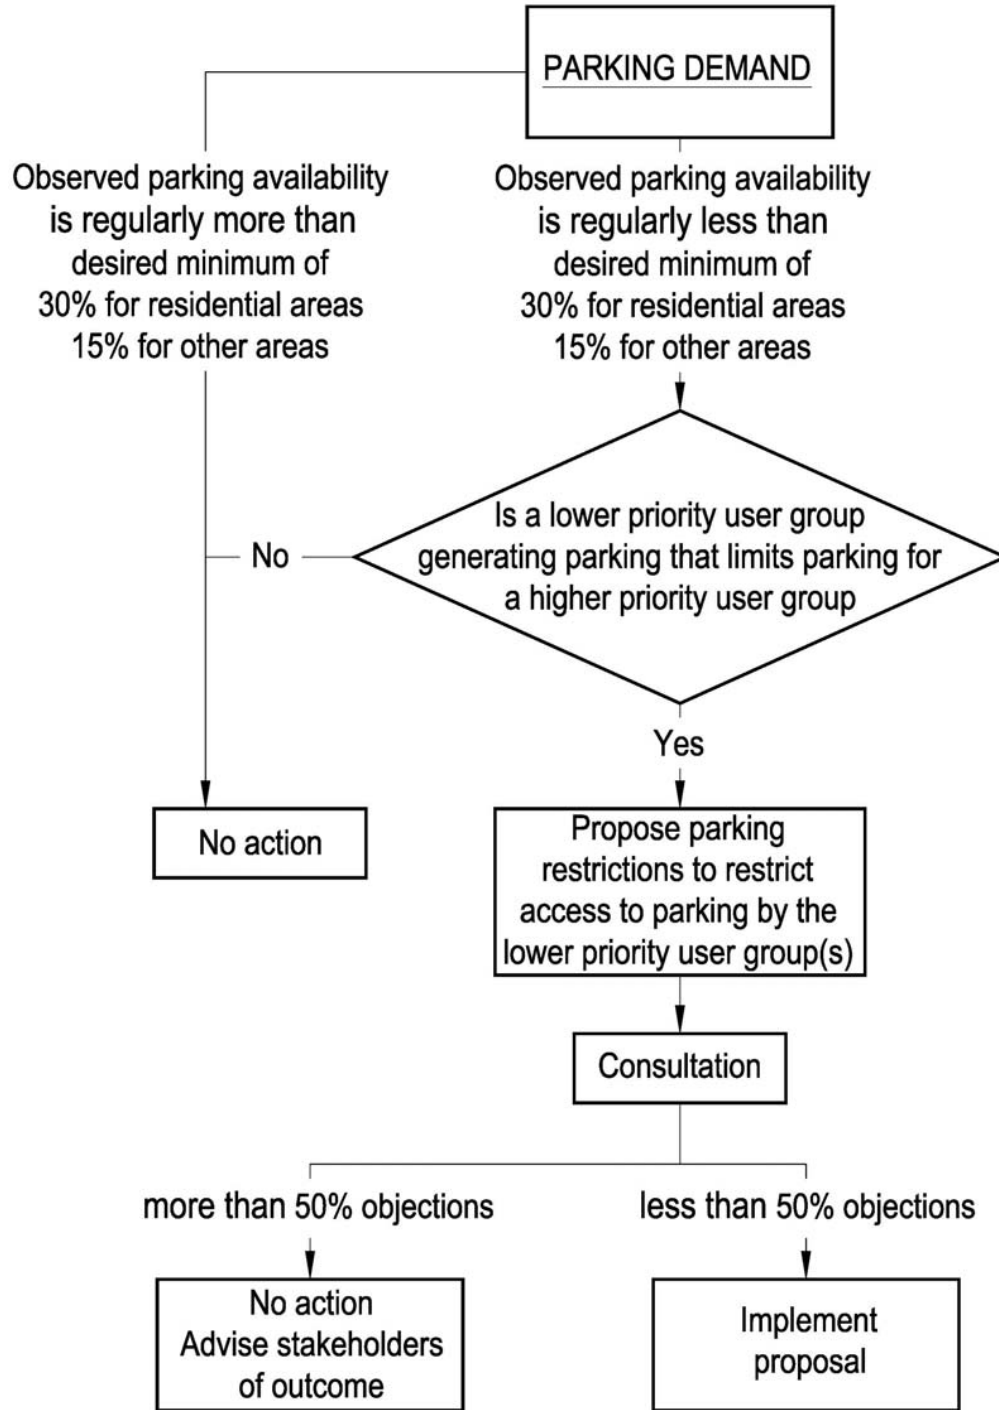 PARKING DEMAND
Observed parking availability
is regularly more than
desired minimum of
30% for residential areas
15% for other areas
Observed parking availability
is regularly less than
desired minimum of
30% for residential areas
15% for other areas
Is a lower priority user group
generating parking that limits parking for
a higher priority user group
No
Yes
No action
Propose parking
restrictions to restrict
access to parking by the
lower priority user group(s)
Consultation
more than 50% objections
less than 50% objections
No action
Advise stakeholders
of outcome
Implement
proposal